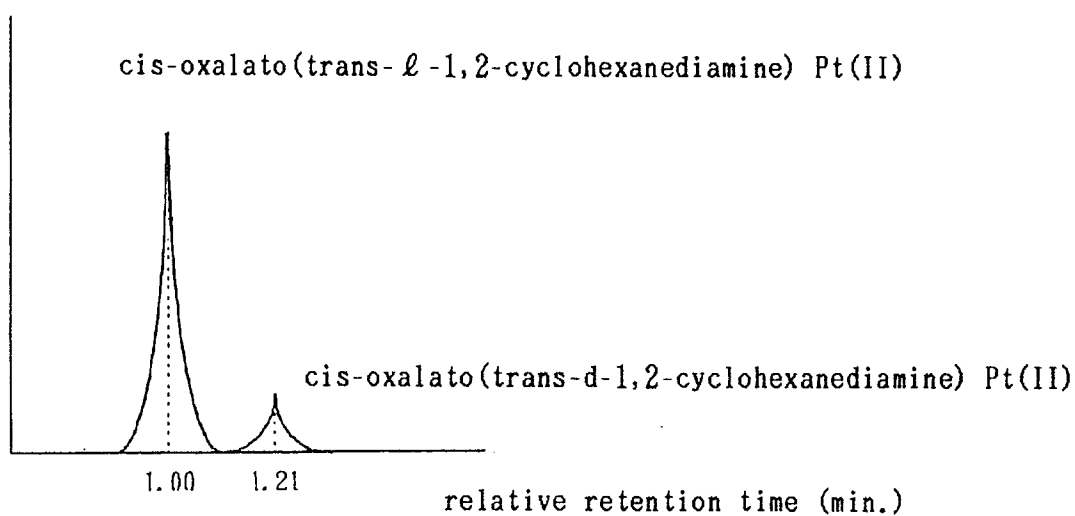 cis-oxalato(trans-ℓ-1,2-cyclohexanediamine) Pt(II)
cis-oxalato(trans-d-1,2-cyclohexanediamine) Pt(II)
1.00 1.21
relative retention time (min.)